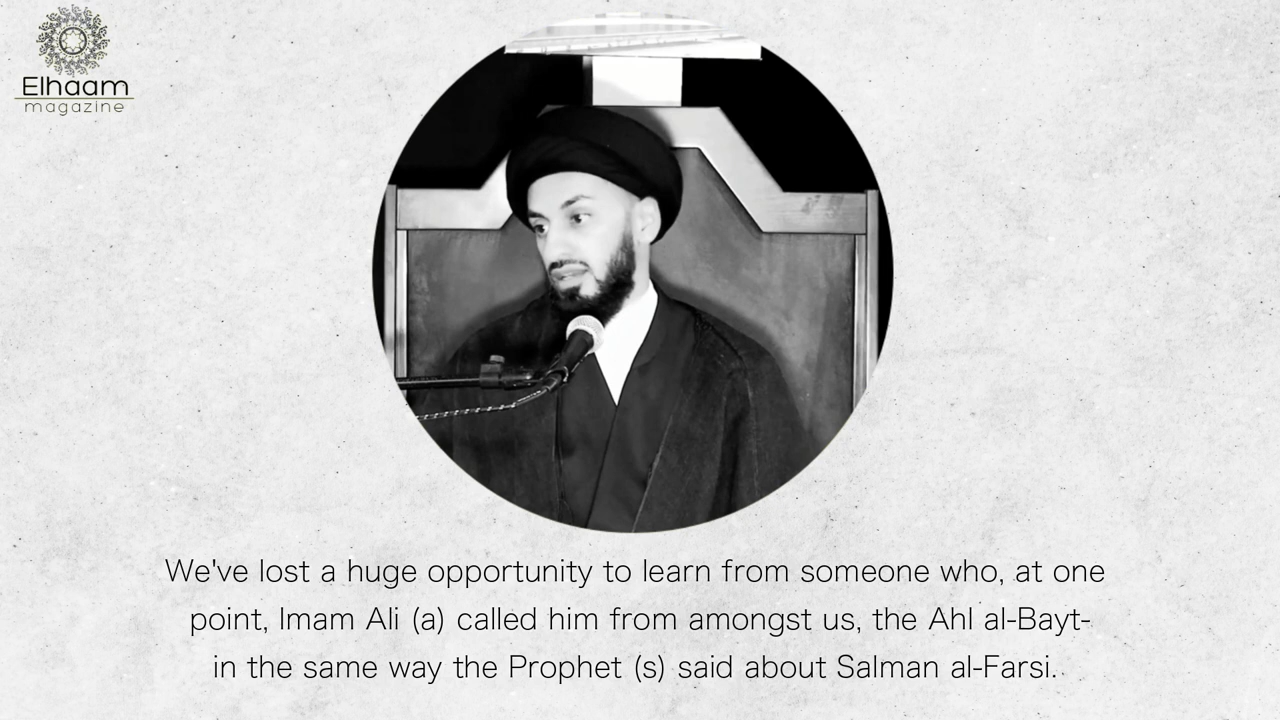 Elhaam
magazine
We've lost a huge opportunity to learn from someone who, at one
point, Imam Ali (a) called him from amongst us, the Ahl al-Bayt-
in the same way the Prophet (s) said about Salman al-Farsi.